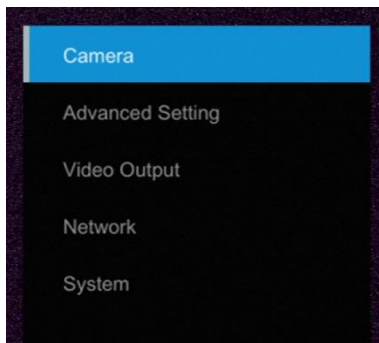 Camera
Advanced Setting
Video Output
Network
System